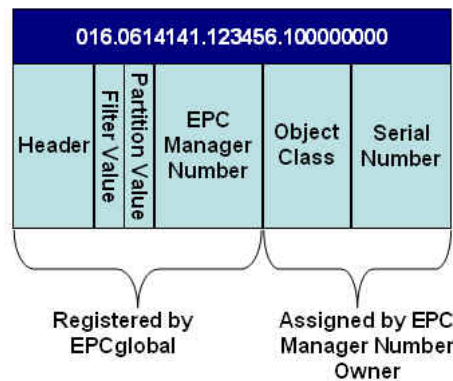 016.0614141.123456.100000000
Header
Filter Value
Partition Value
EPC
Manager
Number
Object
Class
Serial
Number
Registered by
EPCglobal
Assigned by EPC
Manager Number
Owner